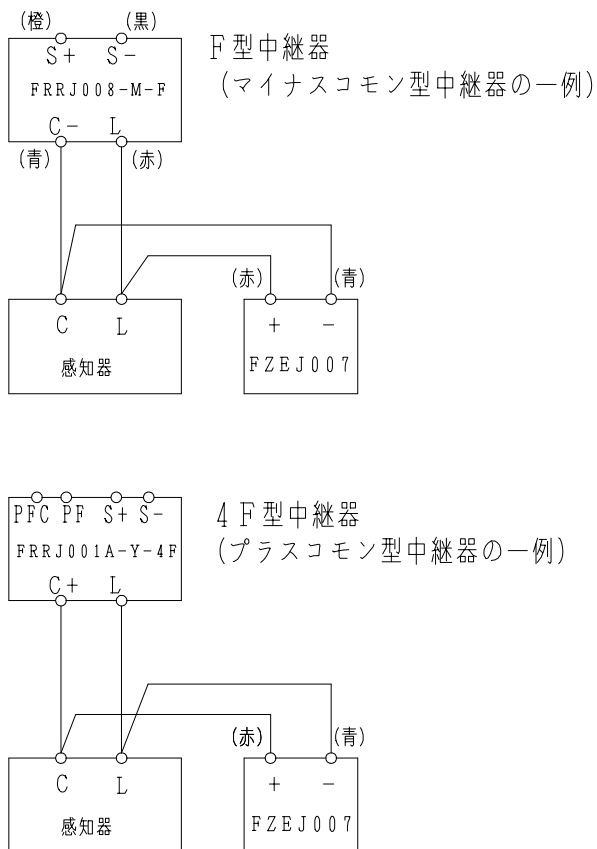 (橙) (黒)
S+ S-
FRRJ008-M-F
C- L
(青) (赤)
F型中継器
(マイナスコモン型中継器の一例)
(赤) (青)
C L
感知器
+ -
FZEJ007
PFC PF S+ S-
FRRJ001A-Y-4F
C+ L
4F型中継器
(プラスコモン型中継器の一例)
(赤) (青)
C L
感知器
+ -
FZEJ007